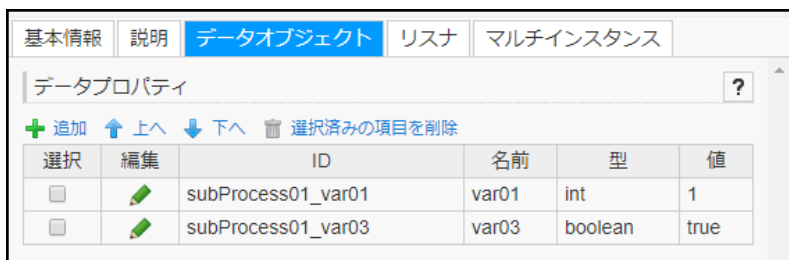 基本情報 説明 データオブジェクト リスナ マルチインスタンス
データプロパティ ?
追加 上へ 下へ 選択済みの項目を削除
選択 編集 ID 名前 型 値
subProcess01_var01 var01 int 1
subProcess01_var03 var03 boolean true